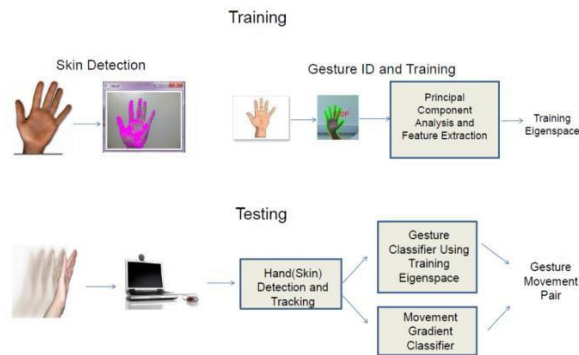 Training
Skin Detection
Gesture ID and Training
Principal
Component
Analysis and
Feature Extraction
Training
Eigenspace
Testing
Hand(Skin)
Detection and
Tracking
Gesture
Classifier Using
Training
Eigenspace
Movement
Gradient
Classifier
Gesture
Movement
Pair